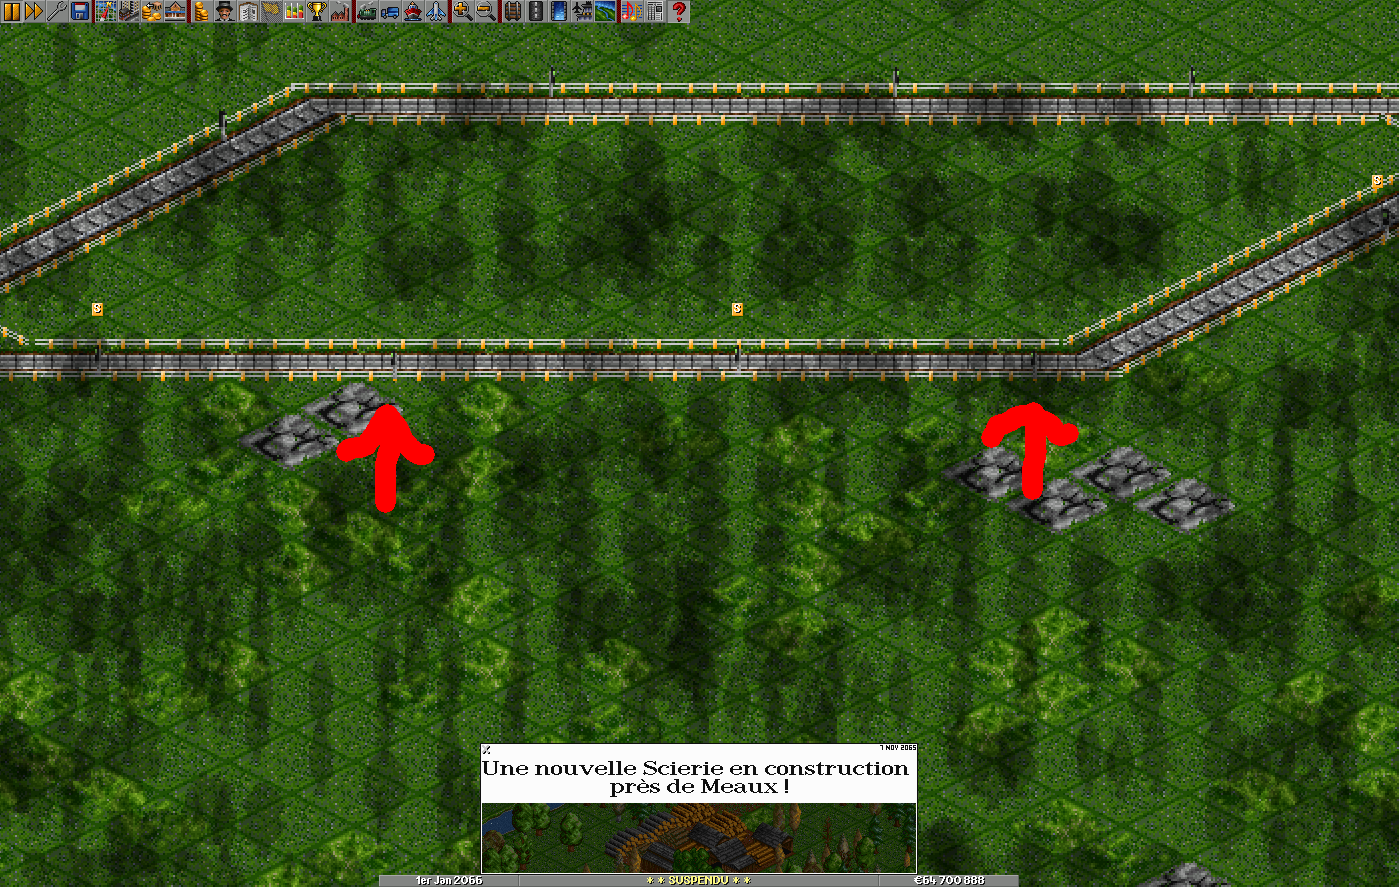 7 NOV 2065
Une nouvelle Scierie en construction
près de Meaux !
1er Jan 2066
* * SUSPENDU * *
€64 700 888